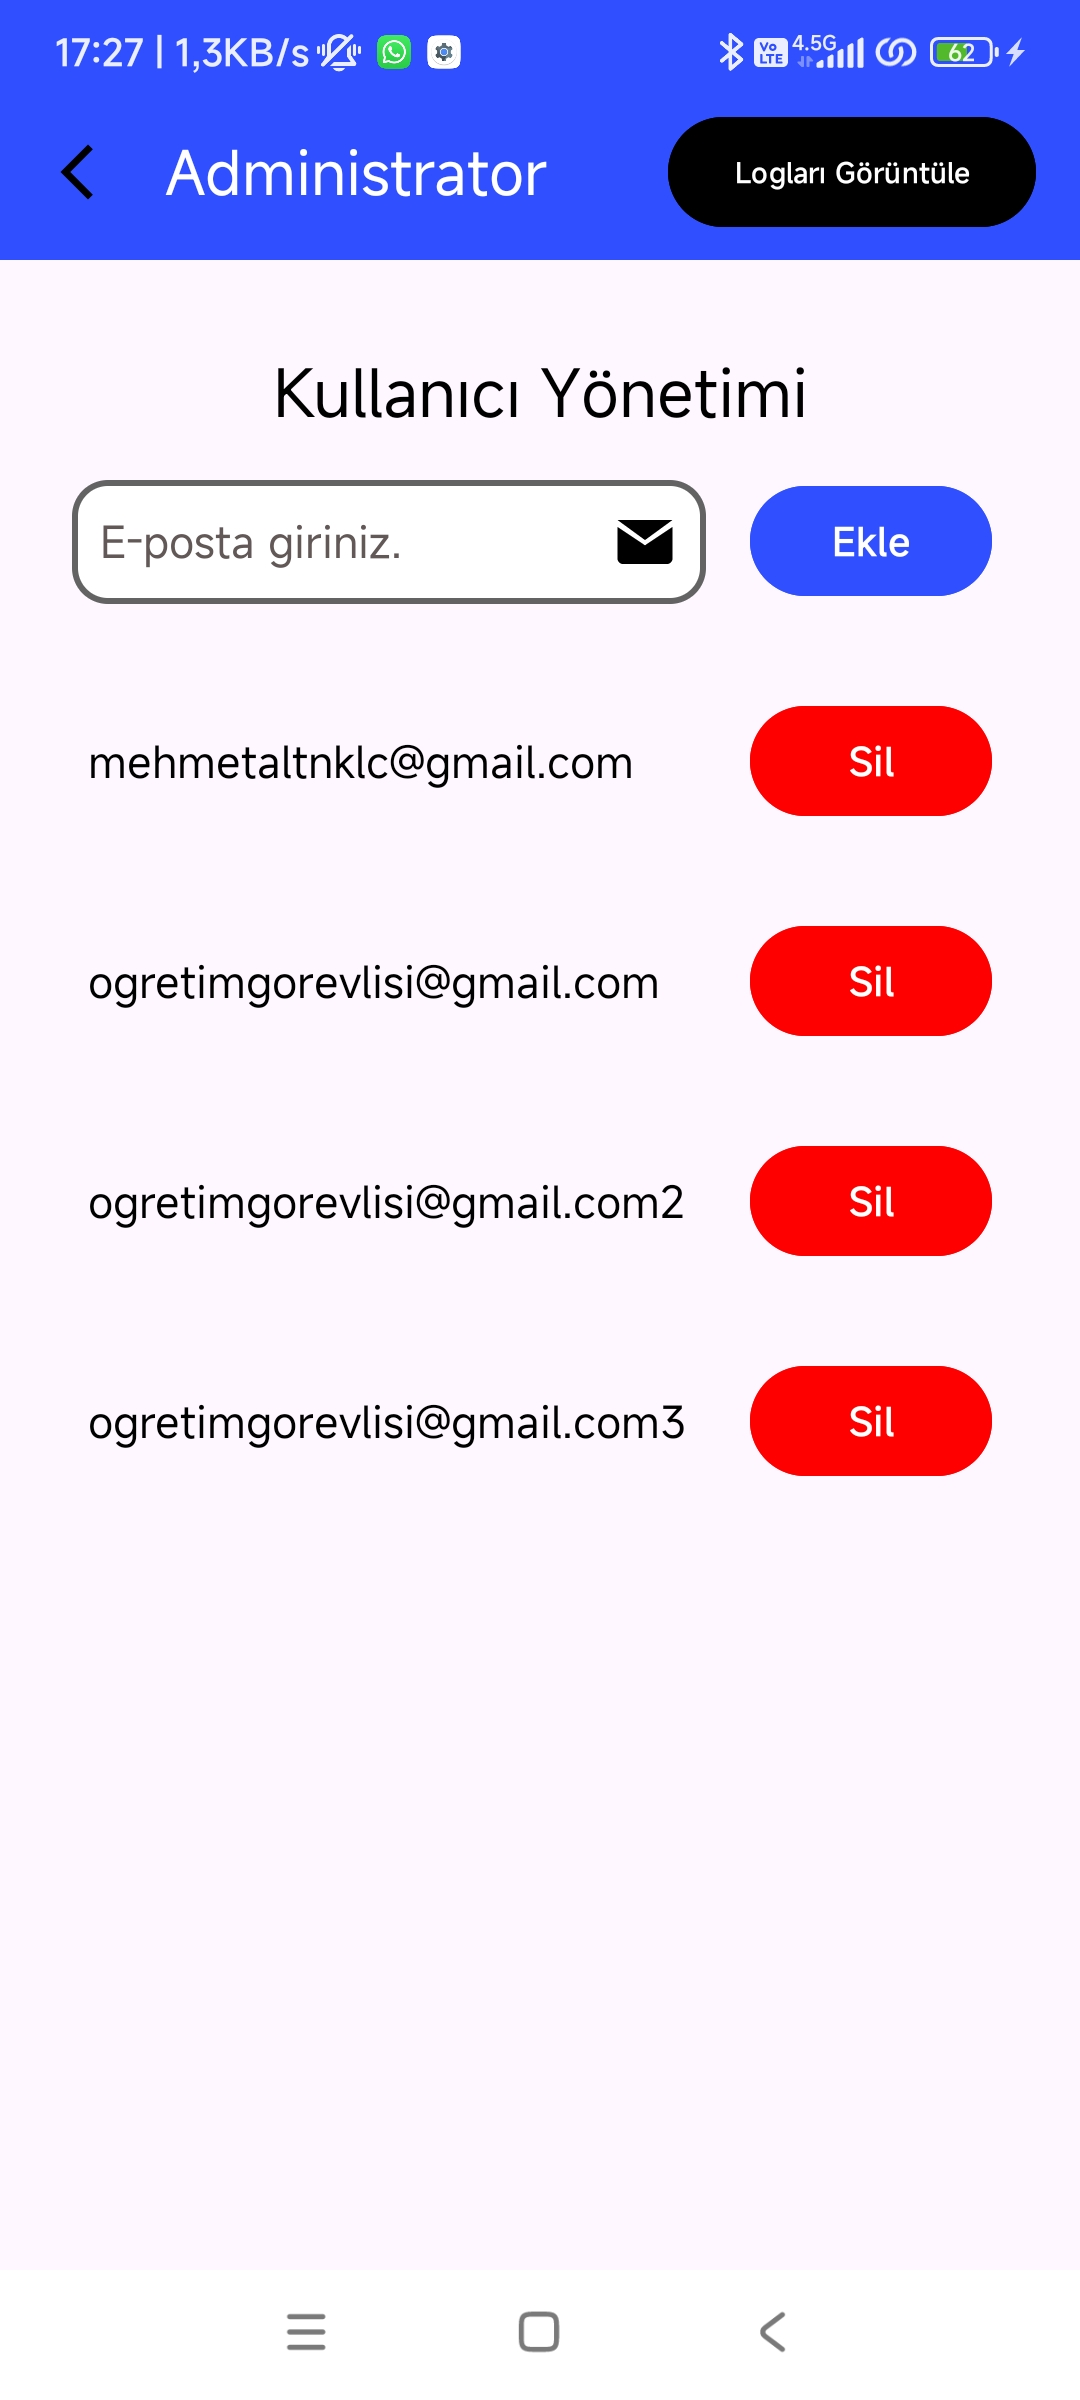 17:27 | 1,3KB/s Vo LTE 4.5G 62
Administrator
Logları Görüntüle
Kullanıcı Yönetimi
E-posta giriniz.
Ekle
mehmetaltnklc@gmail.com
Sil
ogretimgorevlisi@gmail.com
Sil
ogretimgorevlisi@gmail.com2
Sil
ogretimgorevlisi@gmail.com3
Sil